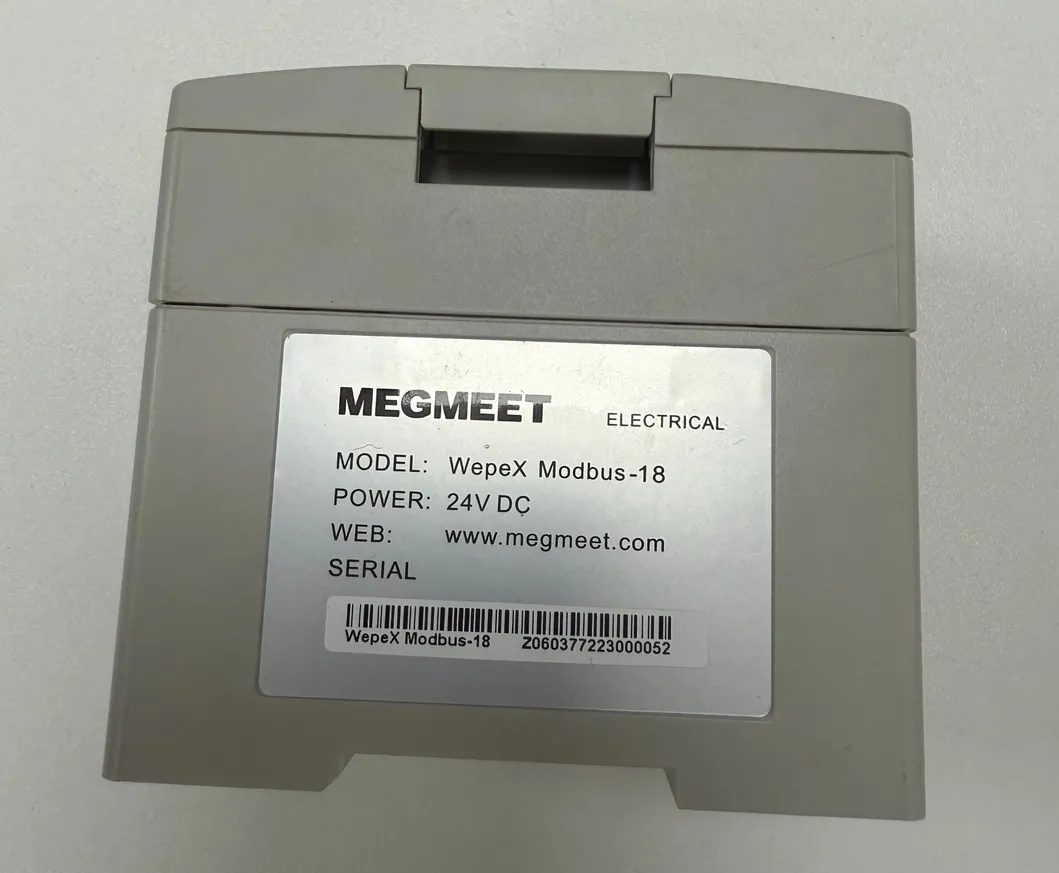 MEGMEET ELECTRICAL
MODEL: WepeX Modbus-18
POWER: 24V DC
WEB: www.megmeet.com
SERIAL
WepeX Modbus-18 Z060377223000052